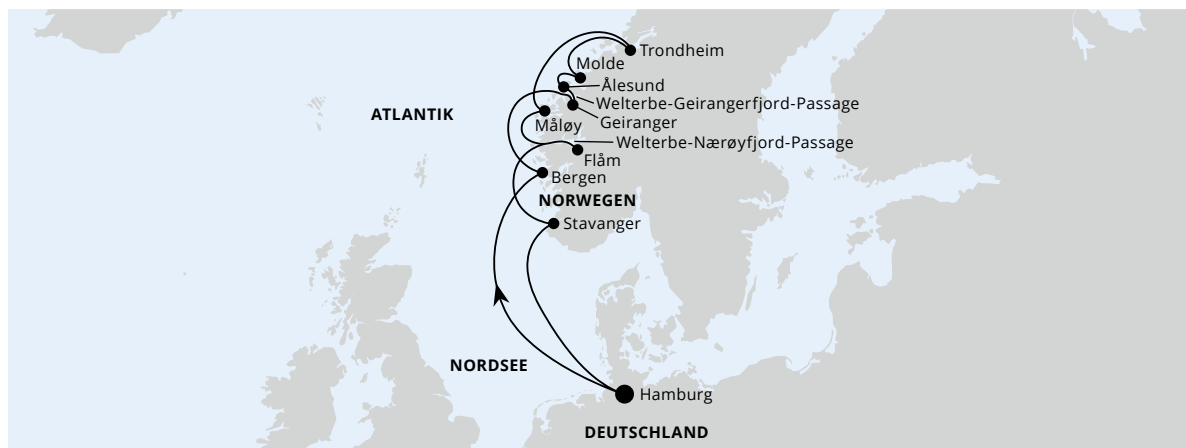 Trondheim
Molde
Ålesund
Welterbe-Geirangerfjord-Passage
ATLANTIK
Geiranger
Måløy
Welterbe-Nærøyfjord-Passage
Flåm
Bergen
NORWEGEN
Stavanger
NORDSEE
Hamburg
DEUTSCHLAND